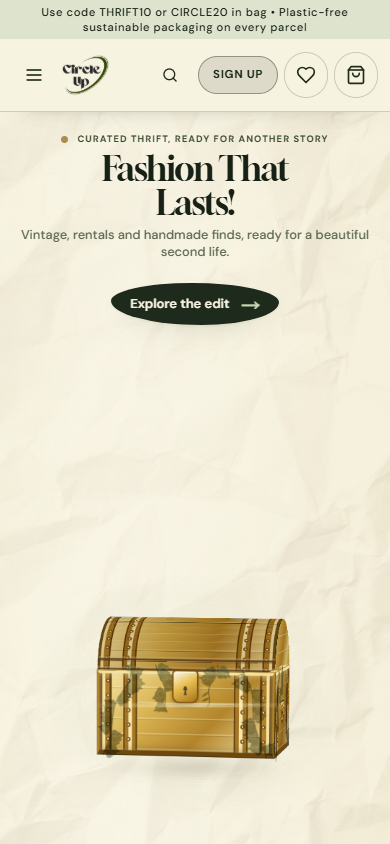 Use code THRIFT10 or CIRCLE20 in bag • Plastic-free
sustainable packaging on every parcel
Circle
Up
SIGN UP
CURATED THRIFT, READY FOR ANOTHER STORY
Fashion That
Lasts!
Vintage, rentals and handmade finds, ready for a beautiful
second life.
Explore the edit →